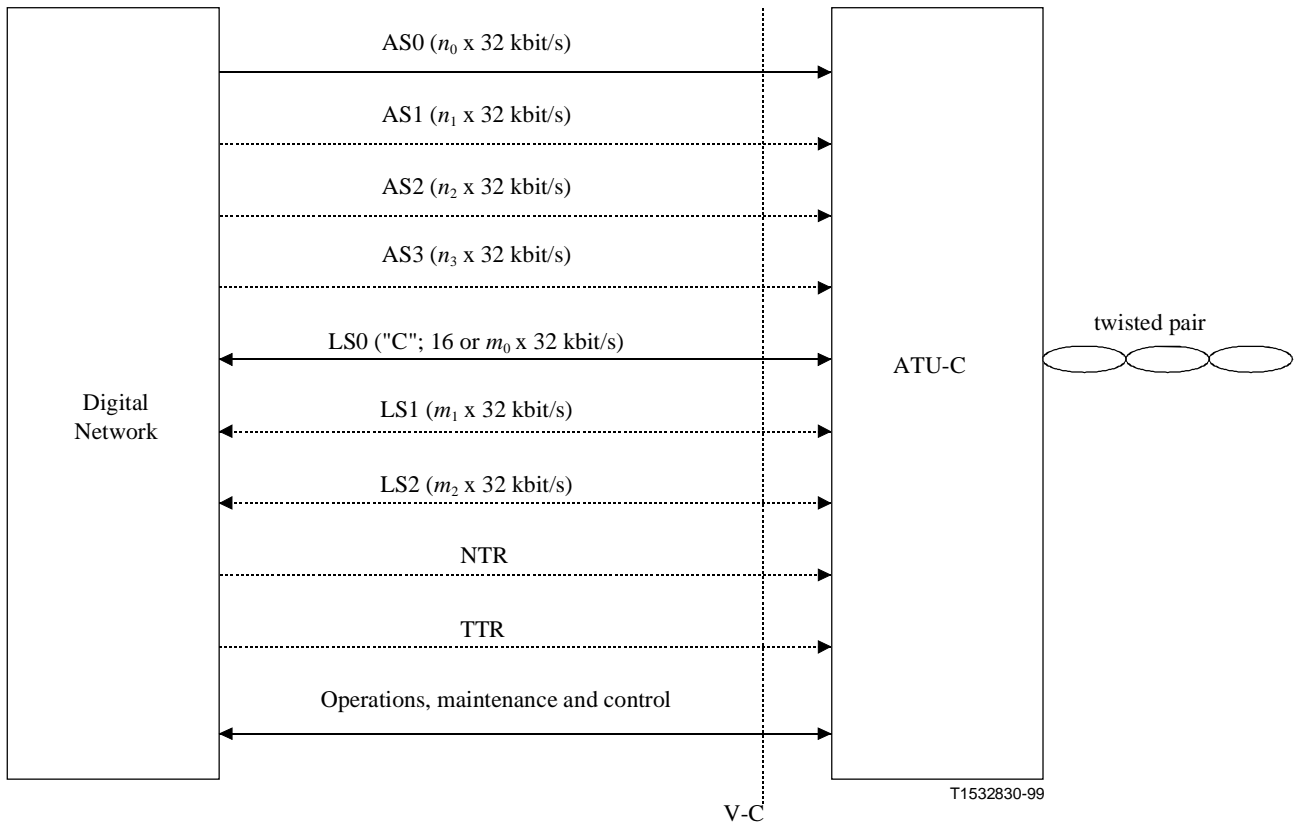 AS0 (n₀ x 32 kbit/s)
AS1 (n₁ x 32 kbit/s)
AS2 (n₂ x 32 kbit/s)
AS3 (n₃ x 32 kbit/s)
LS0 ("C"; 16 or m₀ x 32 kbit/s)
LS1 (m₁ x 32 kbit/s)
LS2 (m₂ x 32 kbit/s)
NTR
TTR
Operations, maintenance and control
Digital
Network
ATU-C
twisted pair
V-C
T1532830-99